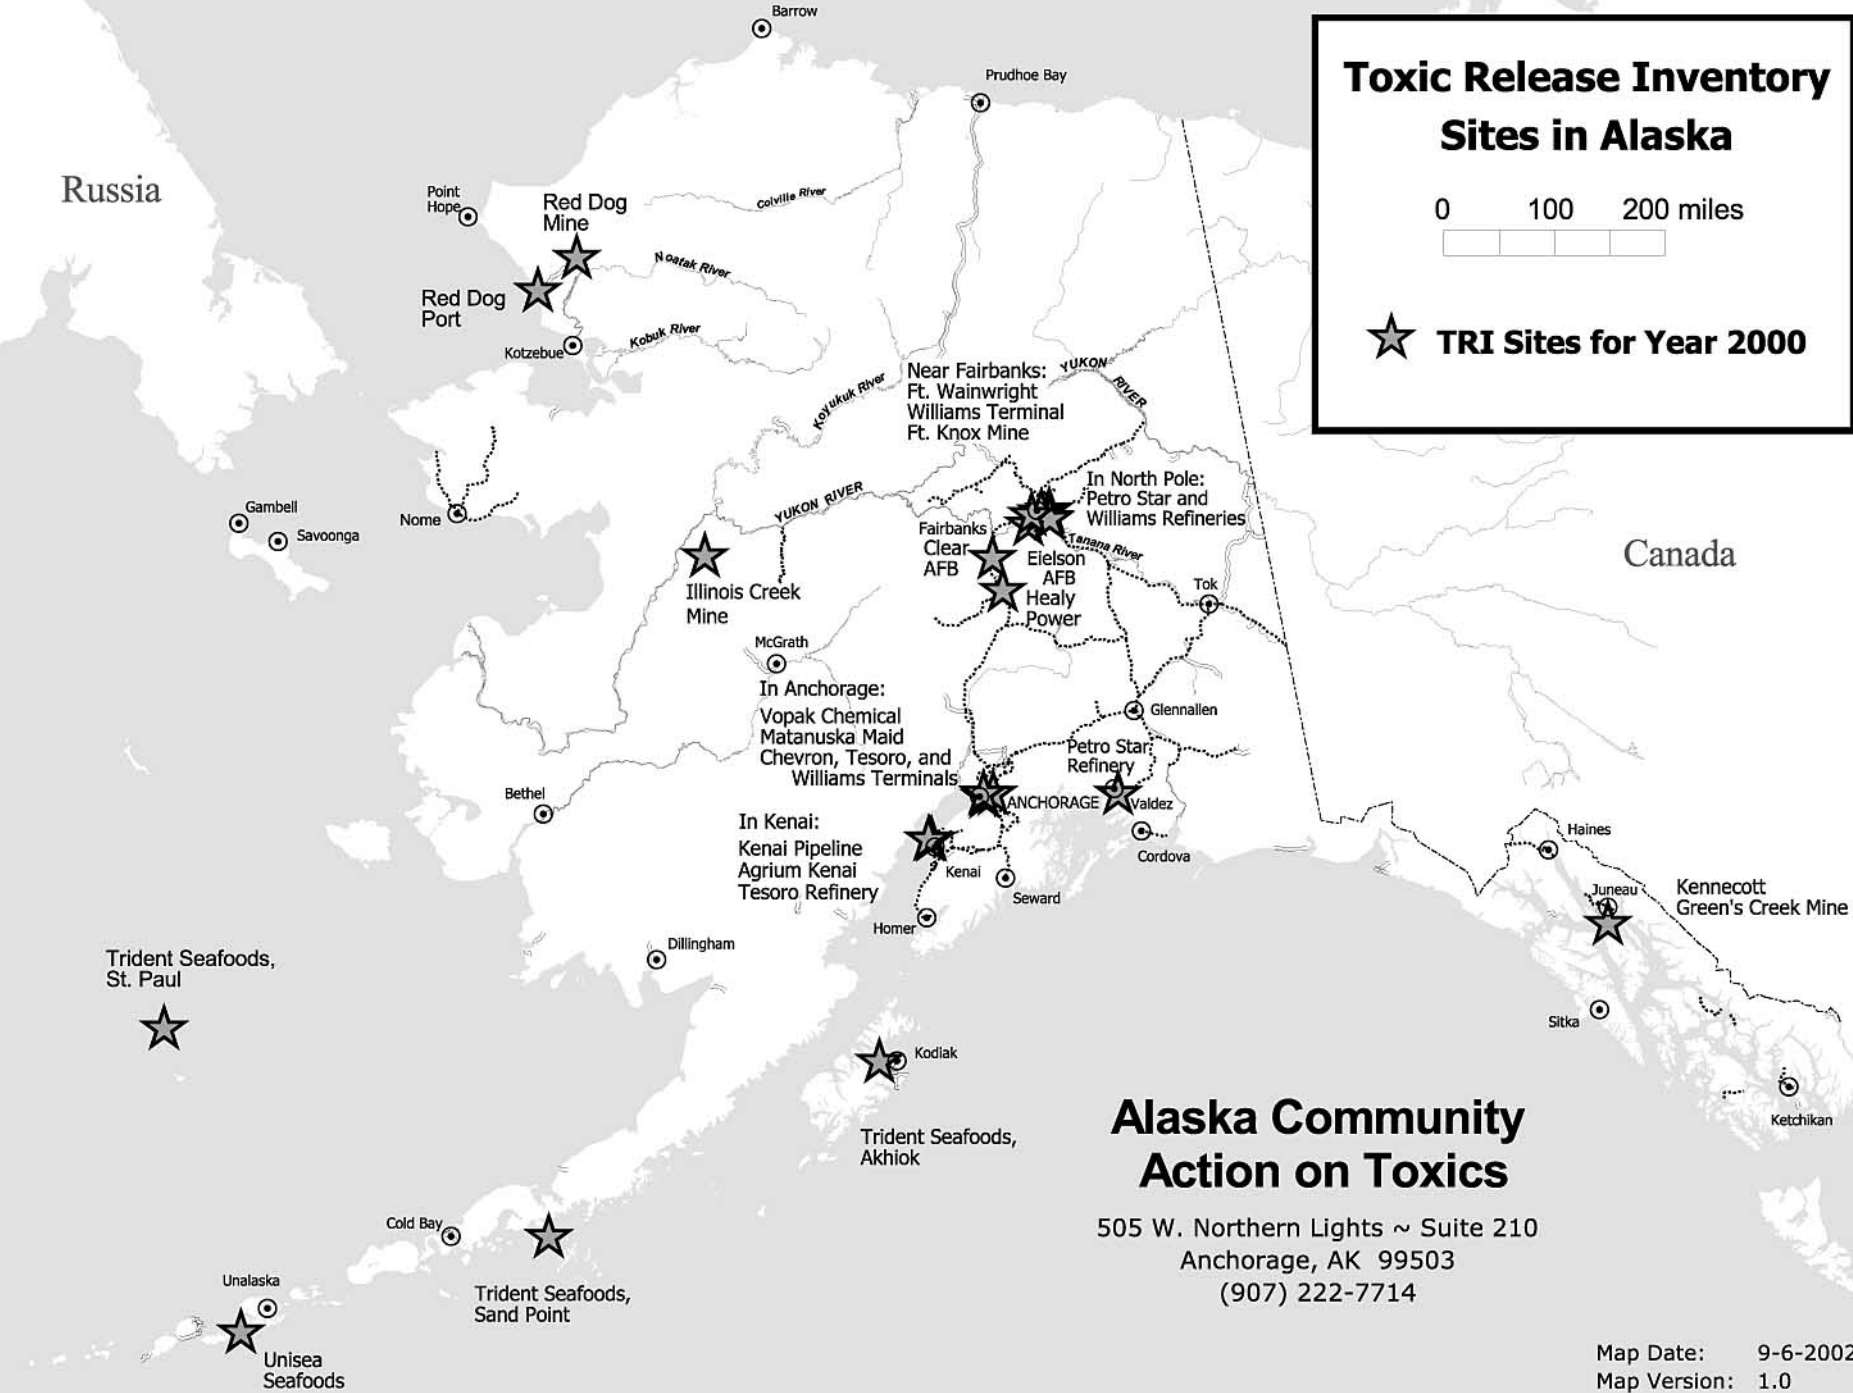 Barrow
Prudhoe Bay
Toxic Release Inventory
Sites in Alaska
0 100 200 miles
TRI Sites for Year 2000
Russia
Point
Hope
Red Dog
Mine
Colville River
Noatak River
Red Dog
Port
Kobuk River
Kotzebue
Koyukuk River
Near Fairbanks:
Ft. Wainwright
Williams Terminal
Ft. Knox Mine
YUKON RIVER
In North Pole:
Petro Star and
Williams Refineries
YUKON RIVER
Gambell
Savoonga
Nome
Fairbanks
Clear
AFB
Tanana River
Eielson
AFB
Healy
Power
Tok
Canada
Illinois Creek
Mine
McGrath
In Anchorage:
Vopak Chemical
Matanuska Maid
Chevron, Tesoro, and
Williams Terminals
Glennallen
Petro Star
Refinery
ANCHORAGE
Valdez
Cordova
Bethel
In Kenai:
Kenai Pipeline
Agrium Kenai
Tesoro Refinery
Kenai
Seward
Homer
Haines
Juneau
Kennecott
Green's Creek Mine
Dillingham
Trident Seafoods,
St. Paul
Sitka
Kodiak
Ketchikan
Trident Seafoods,
Akhiok
Alaska Community
Action on Toxics
505 W. Northern Lights ~ Suite 210
Anchorage, AK 99503
(907) 222-7714
Cold Bay
Trident Seafoods,
Sand Point
Unalaska
Unisea
Seafoods
Map Date: 9-6-2002
Map Version: 1.0